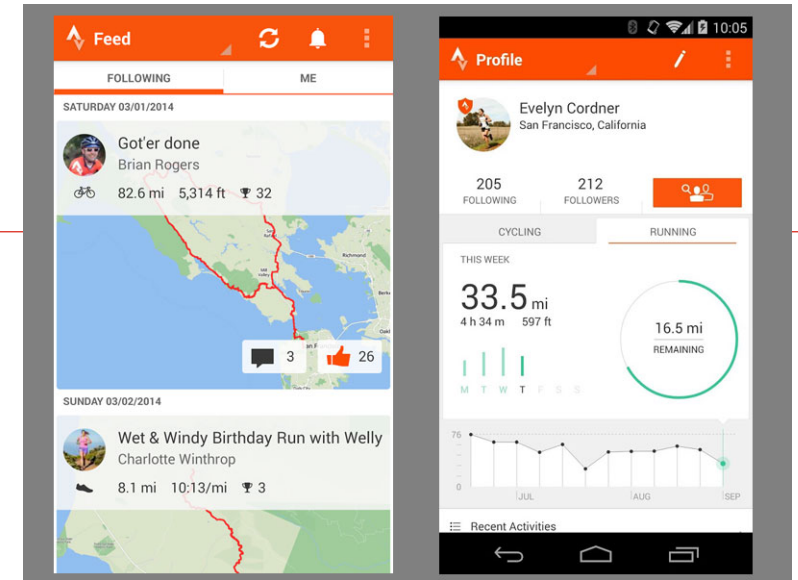 Feed
FOLLOWING
ME
SATURDAY 03/01/2014
Got'er done
Brian Rogers
82.6 mi 5,314 ft 32
Richmond
3
26
SUNDAY 03/02/2014
Wet & Windy Birthday Run with Welly
Charlotte Winthrop
8.1 mi 10:13/mi 3
10:05
Profile
Evelyn Cordner
San Francisco, California
205
FOLLOWING
212
FOLLOWERS
CYCLING
RUNNING
THIS WEEK
33.5 mi
4 h 34 m 597 ft
16.5 mi
REMAINING
M T W T F S S
76
0
JUL
AUG
SEP
Recent Activities